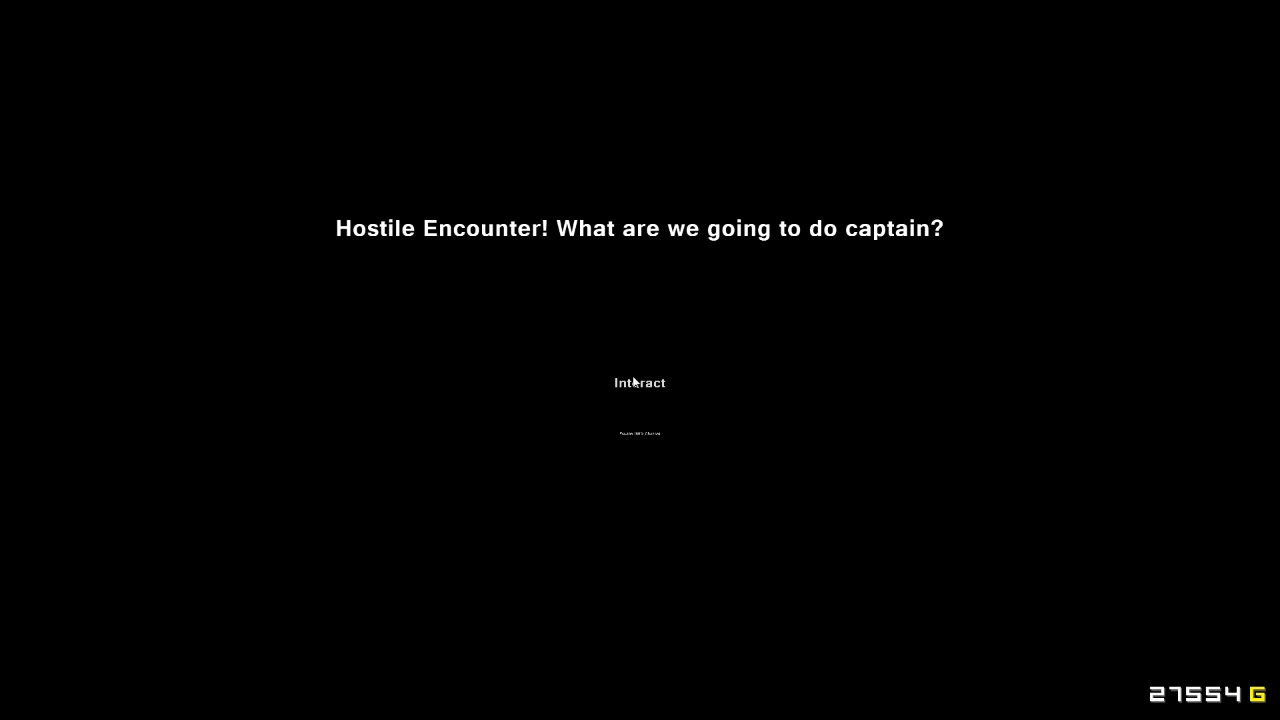 Hostile Encounter! What are we going to do captain?
Interact
27554 G